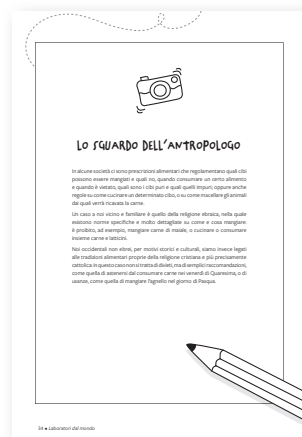 LO SGUARDO DELL'ANTROPOLOGO
In alcune società ci sono prescrizioni alimentari che regolamentano quali cibi
possono essere mangiati e quali no, quando consumare un certo alimento
e quando è vietato, quali sono i cibi puri e quali quelli impuri; oppure anche
regole su come cucinare un determinato cibo, o su come macellare gli animali
dai quali verrà ricavata la carne.
Un caso a noi vicino e familiare è quello della religione ebraica, nella quale
esistono norme specifiche e molto dettagliate su come e cosa mangiare:
è proibito, ad esempio, mangiare carne di maiale, o cucinare o consumare
insieme carne e latticini.
Noi occidentali non ebrei, per motivi storici e culturali, siamo invece legati
alle tradizioni alimentari proprie della religione cristiana e più precisamente
cattolica: in questo caso non si tratta di divieti, ma di semplici raccomandazioni,
come quella di astenersi dal consumare carne nei venerdì di Quaresima; o di
usanze, come quella di mangiare l'agnello nel giorno di Pasqua.
34 • Laboratori dal mondo